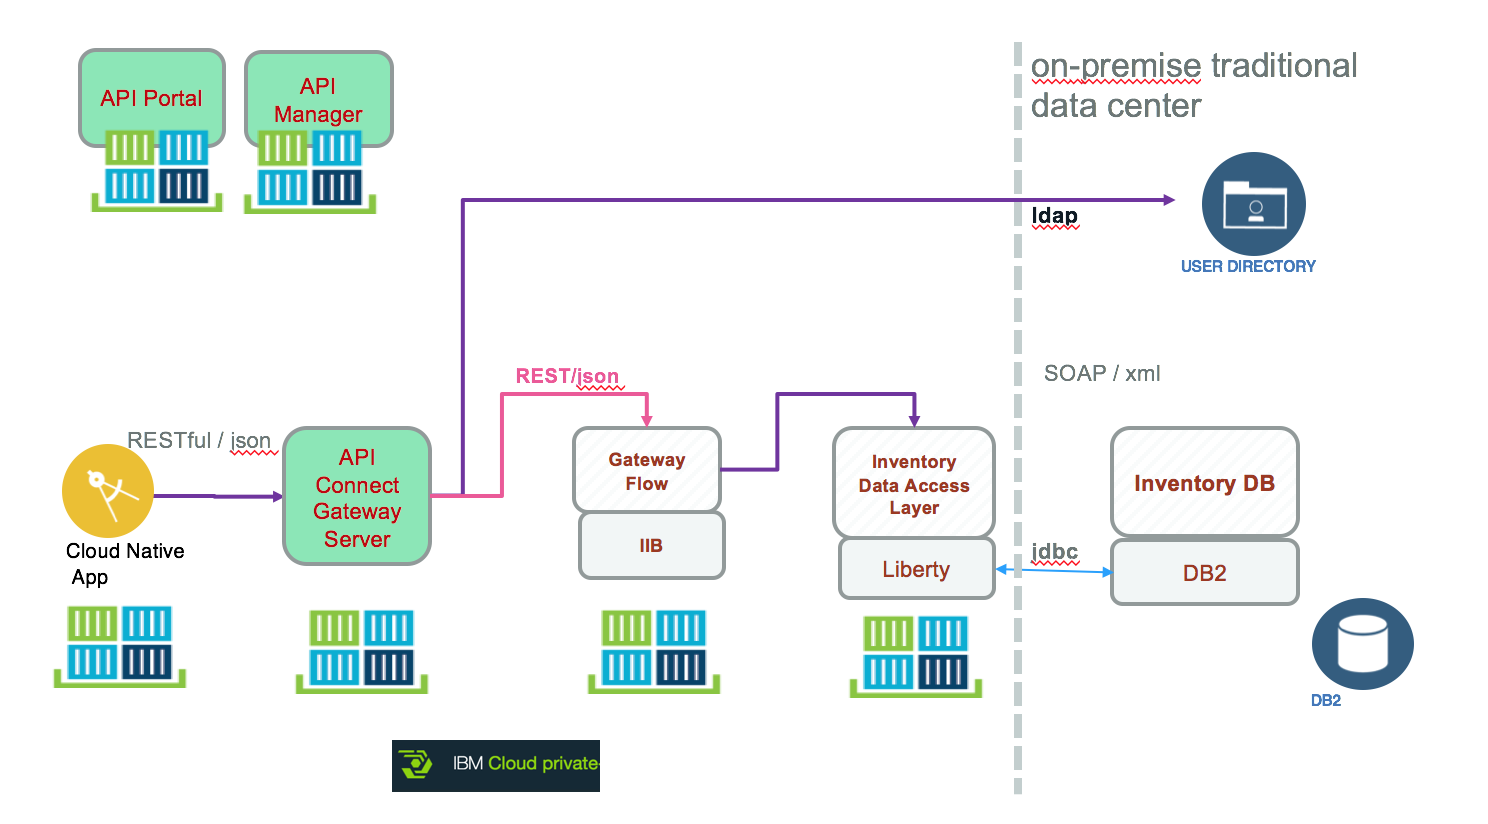 API Portal
API
Manager
on-premise traditional
data center
ldap
USER DIRECTORY
REST/json
SOAP / xml
RESTful / json
API
Connect
Gateway
Server
Gateway
Flow
IIB
Inventory
Data Access
Layer
Liberty
jdbc
Inventory DB
DB2
Cloud Native
App
DB2
IBM Cloud private